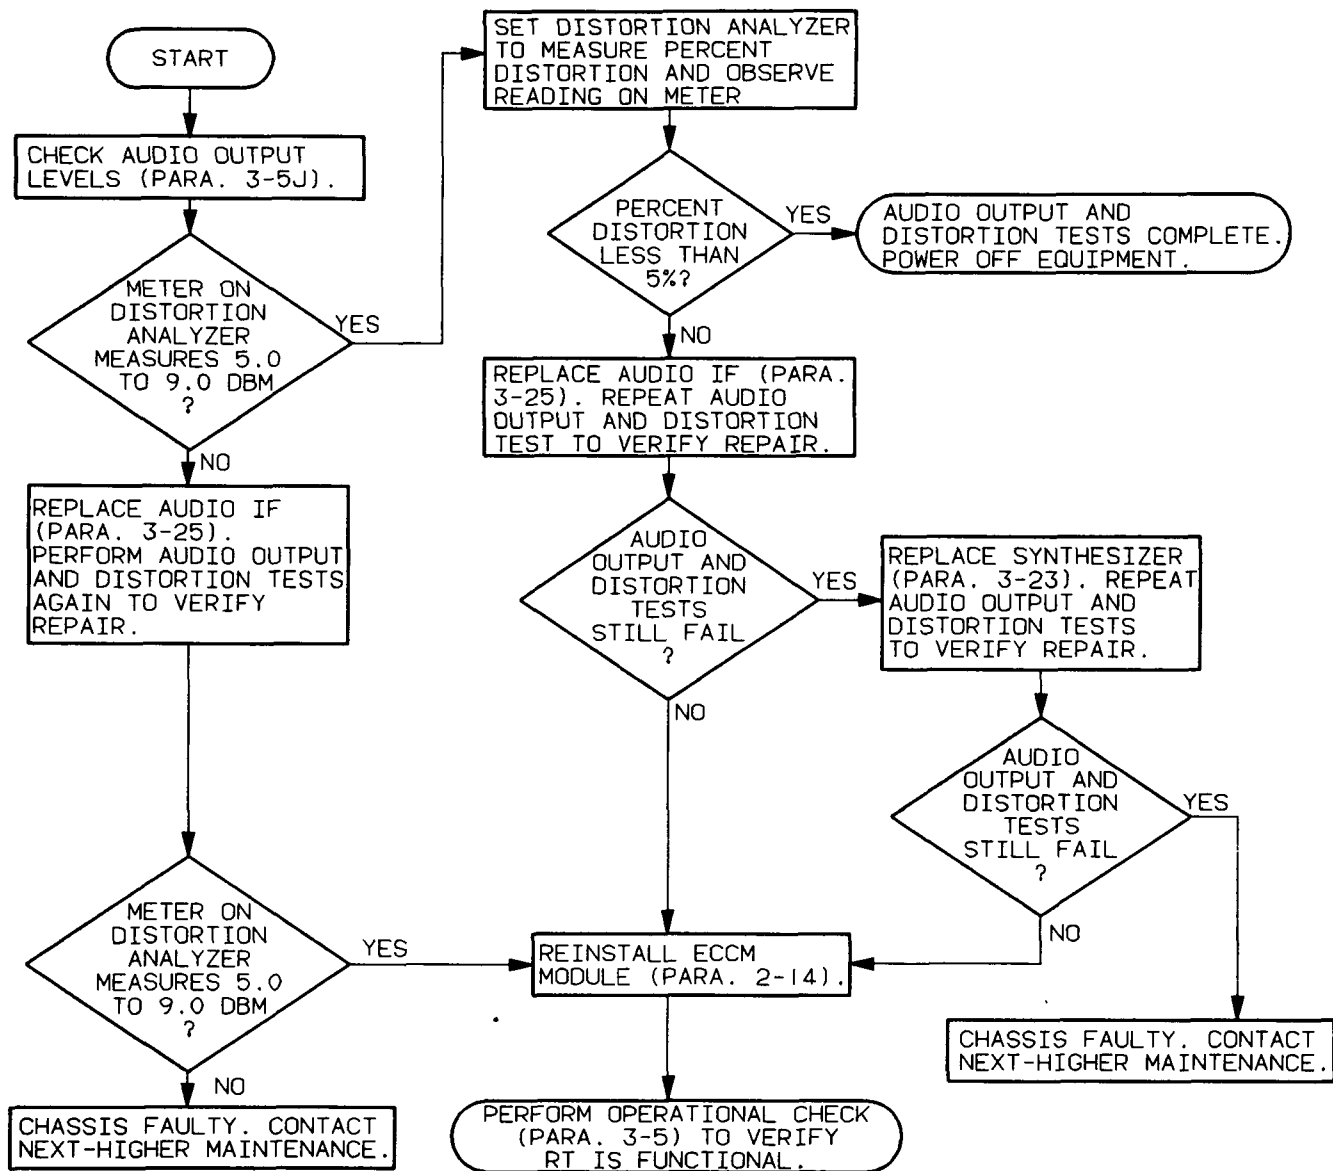 START
CHECK AUDIO OUTPUT
LEVELS (PARA. 3-5J).
METER ON
DISTORTION
ANALYZER
MEASURES 5.0
TO 9.0 DBM
?
YES
NO
SET DISTORTION ANALYZER
TO MEASURE PERCENT
DISTORTION AND OBSERVE
READING ON METER
PERCENT
DISTORTION
LESS THAN
5%?
YES
NO
AUDIO OUTPUT AND
DISTORTION TESTS COMPLETE.
POWER OFF EQUIPMENT.
REPLACE AUDIO IF (PARA.
3-25). REPEAT AUDIO
OUTPUT AND DISTORTION
TEST TO VERIFY REPAIR.
REPLACE AUDIO IF
(PARA. 3-25).
PERFORM AUDIO OUTPUT
AND DISTORTION TESTS
AGAIN TO VERIFY
REPAIR.
AUDIO
OUTPUT AND
DISTORTION
TESTS
STILL FAIL
?
YES
NO
REPLACE SYNTHESIZER
(PARA. 3-23). REPEAT
AUDIO OUTPUT AND
DISTORTION TESTS
TO VERIFY REPAIR.
AUDIO
OUTPUT AND
DISTORTION
TESTS
STILL FAIL
?
YES
NO
METER ON
DISTORTION
ANALYZER
MEASURES 5.0
TO 9.0 DBM
?
YES
NO
REINSTALL ECCM
MODULE (PARA. 2-14).
CHASSIS FAULTY. CONTACT
NEXT-HIGHER MAINTENANCE.
CHASSIS FAULTY. CONTACT
NEXT-HIGHER MAINTENANCE.
PERFORM OPERATIONAL CHECK
(PARA. 3-5) TO VERIFY
RT IS FUNCTIONAL.